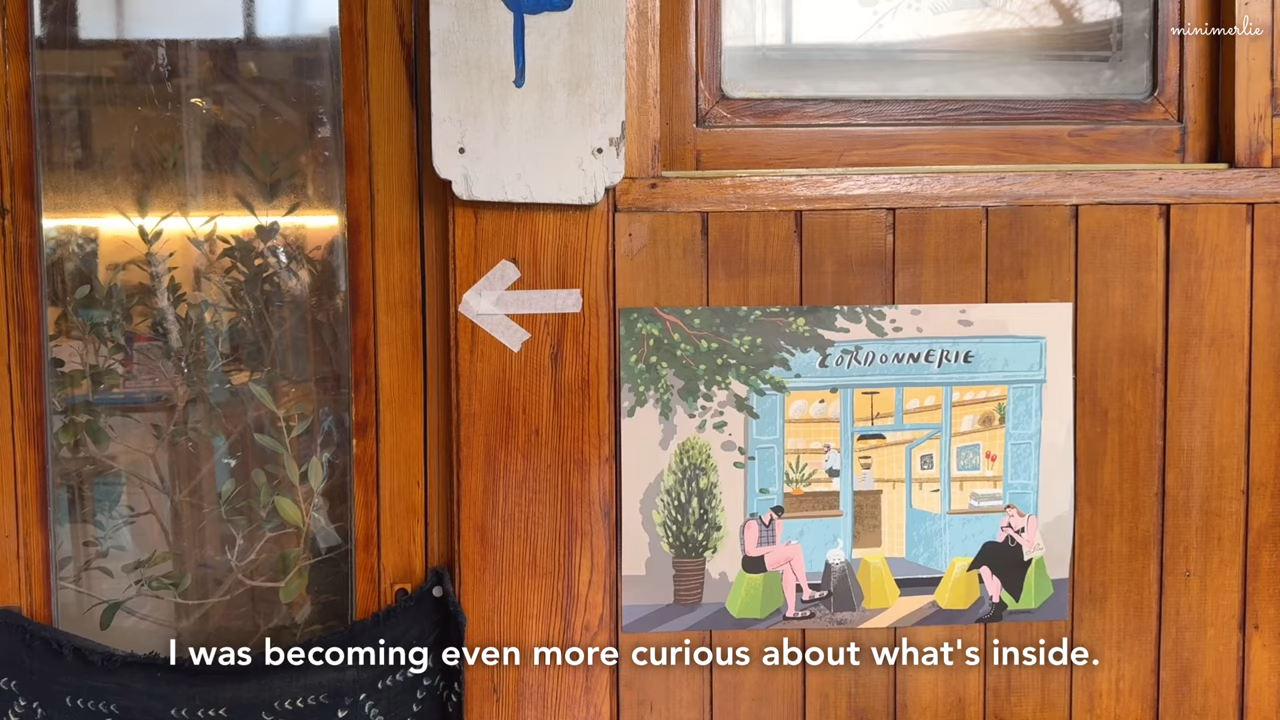 minimerlie
CORDONNERIE
I was becoming even more curious about what's inside.